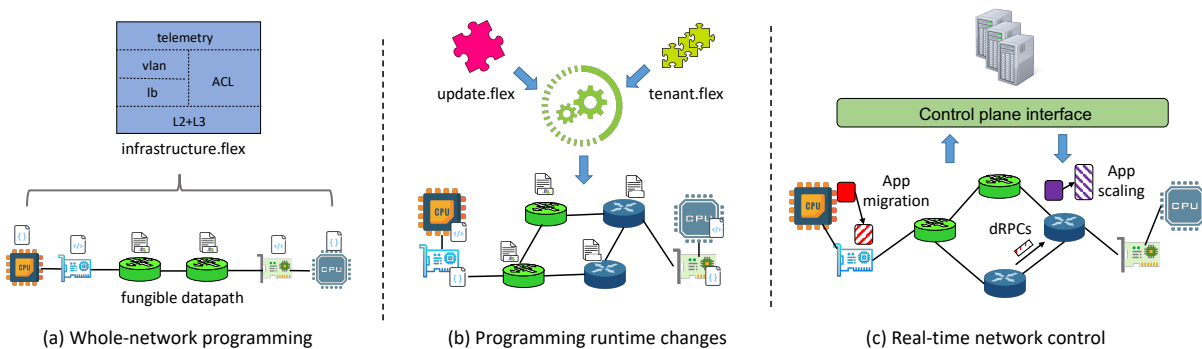 telemetry
vlan
lb
ACL
L2+L3
infrastructure.flex
CPU
CPU
fungible datapath
(a) Whole-network programming
update.flex
tenant.flex
CPU
CPU
(b) Programming runtime changes
Control plane interface
CPU
App
migration
App
scaling
CPU
dRPCs
(c) Real-time network control